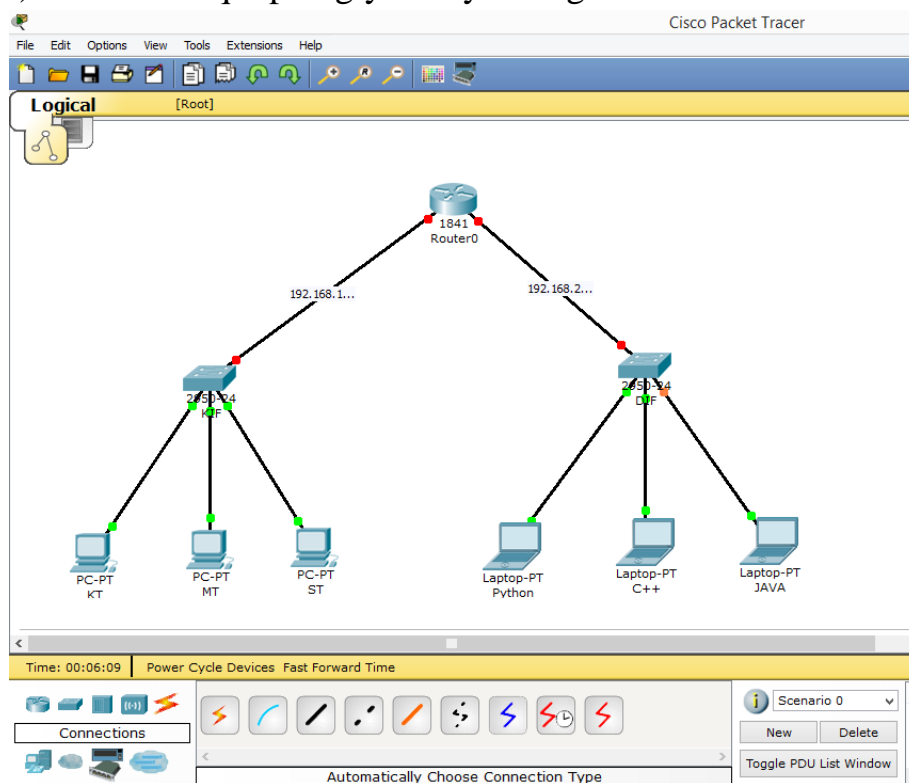 Cisco Packet Tracer
File Edit Options View Tools Extensions Help
Logical [Root]
1841
Router0
192.168.1...
192.168.2...
2950-24
KIF
2950-24
DIF
PC-PT
KT
PC-PT
MT
PC-PT
ST
Laptop-PT
Python
Laptop-PT
C++
Laptop-PT
JAVA
Time: 00:06:09 Power Cycle Devices Fast Forward Time
Connections
Automatically Choose Connection Type
Scenario 0
New Delete
Toggle PDU List Window